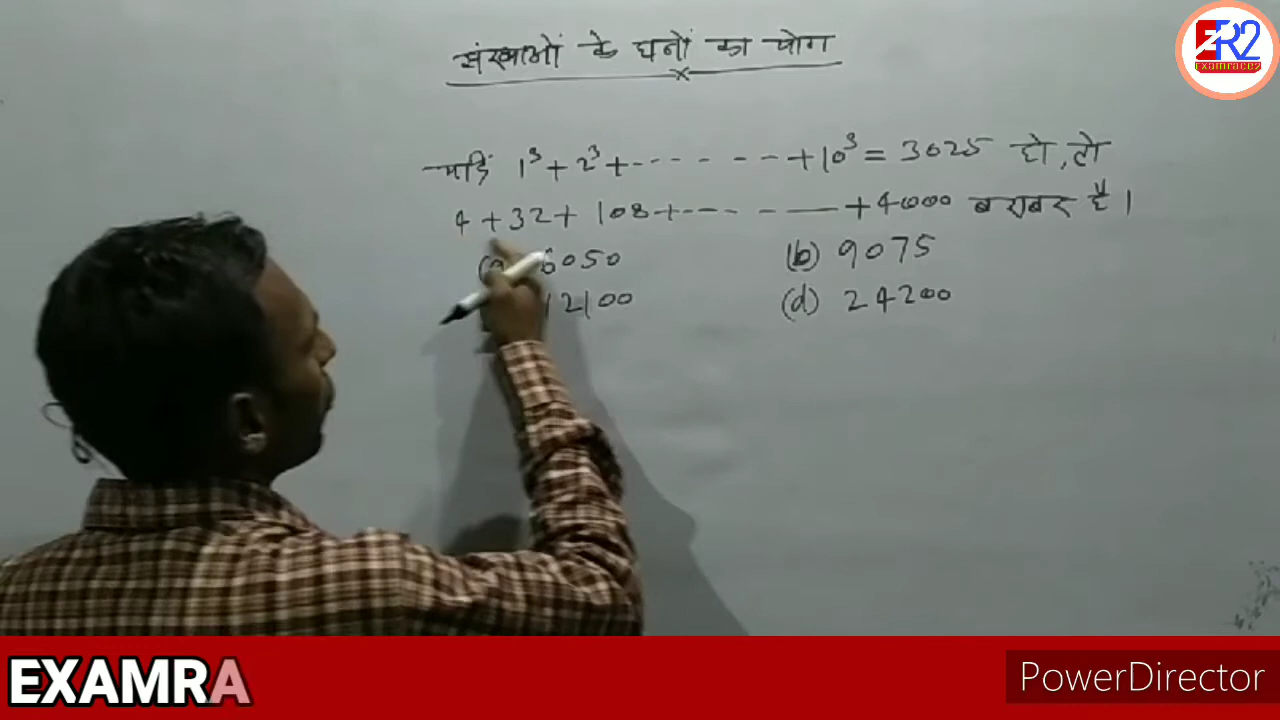 संख्याओं के घनों का योग
यदि 1³ + 2³ + ------ + 10³ = 3025 हो, तो
4 + 32 + 108 + ------ + 4000 बराबर है।
6050 (b) 9075
12100 (d) 24200
ER2
examrace2
EXAMRA
PowerDirector